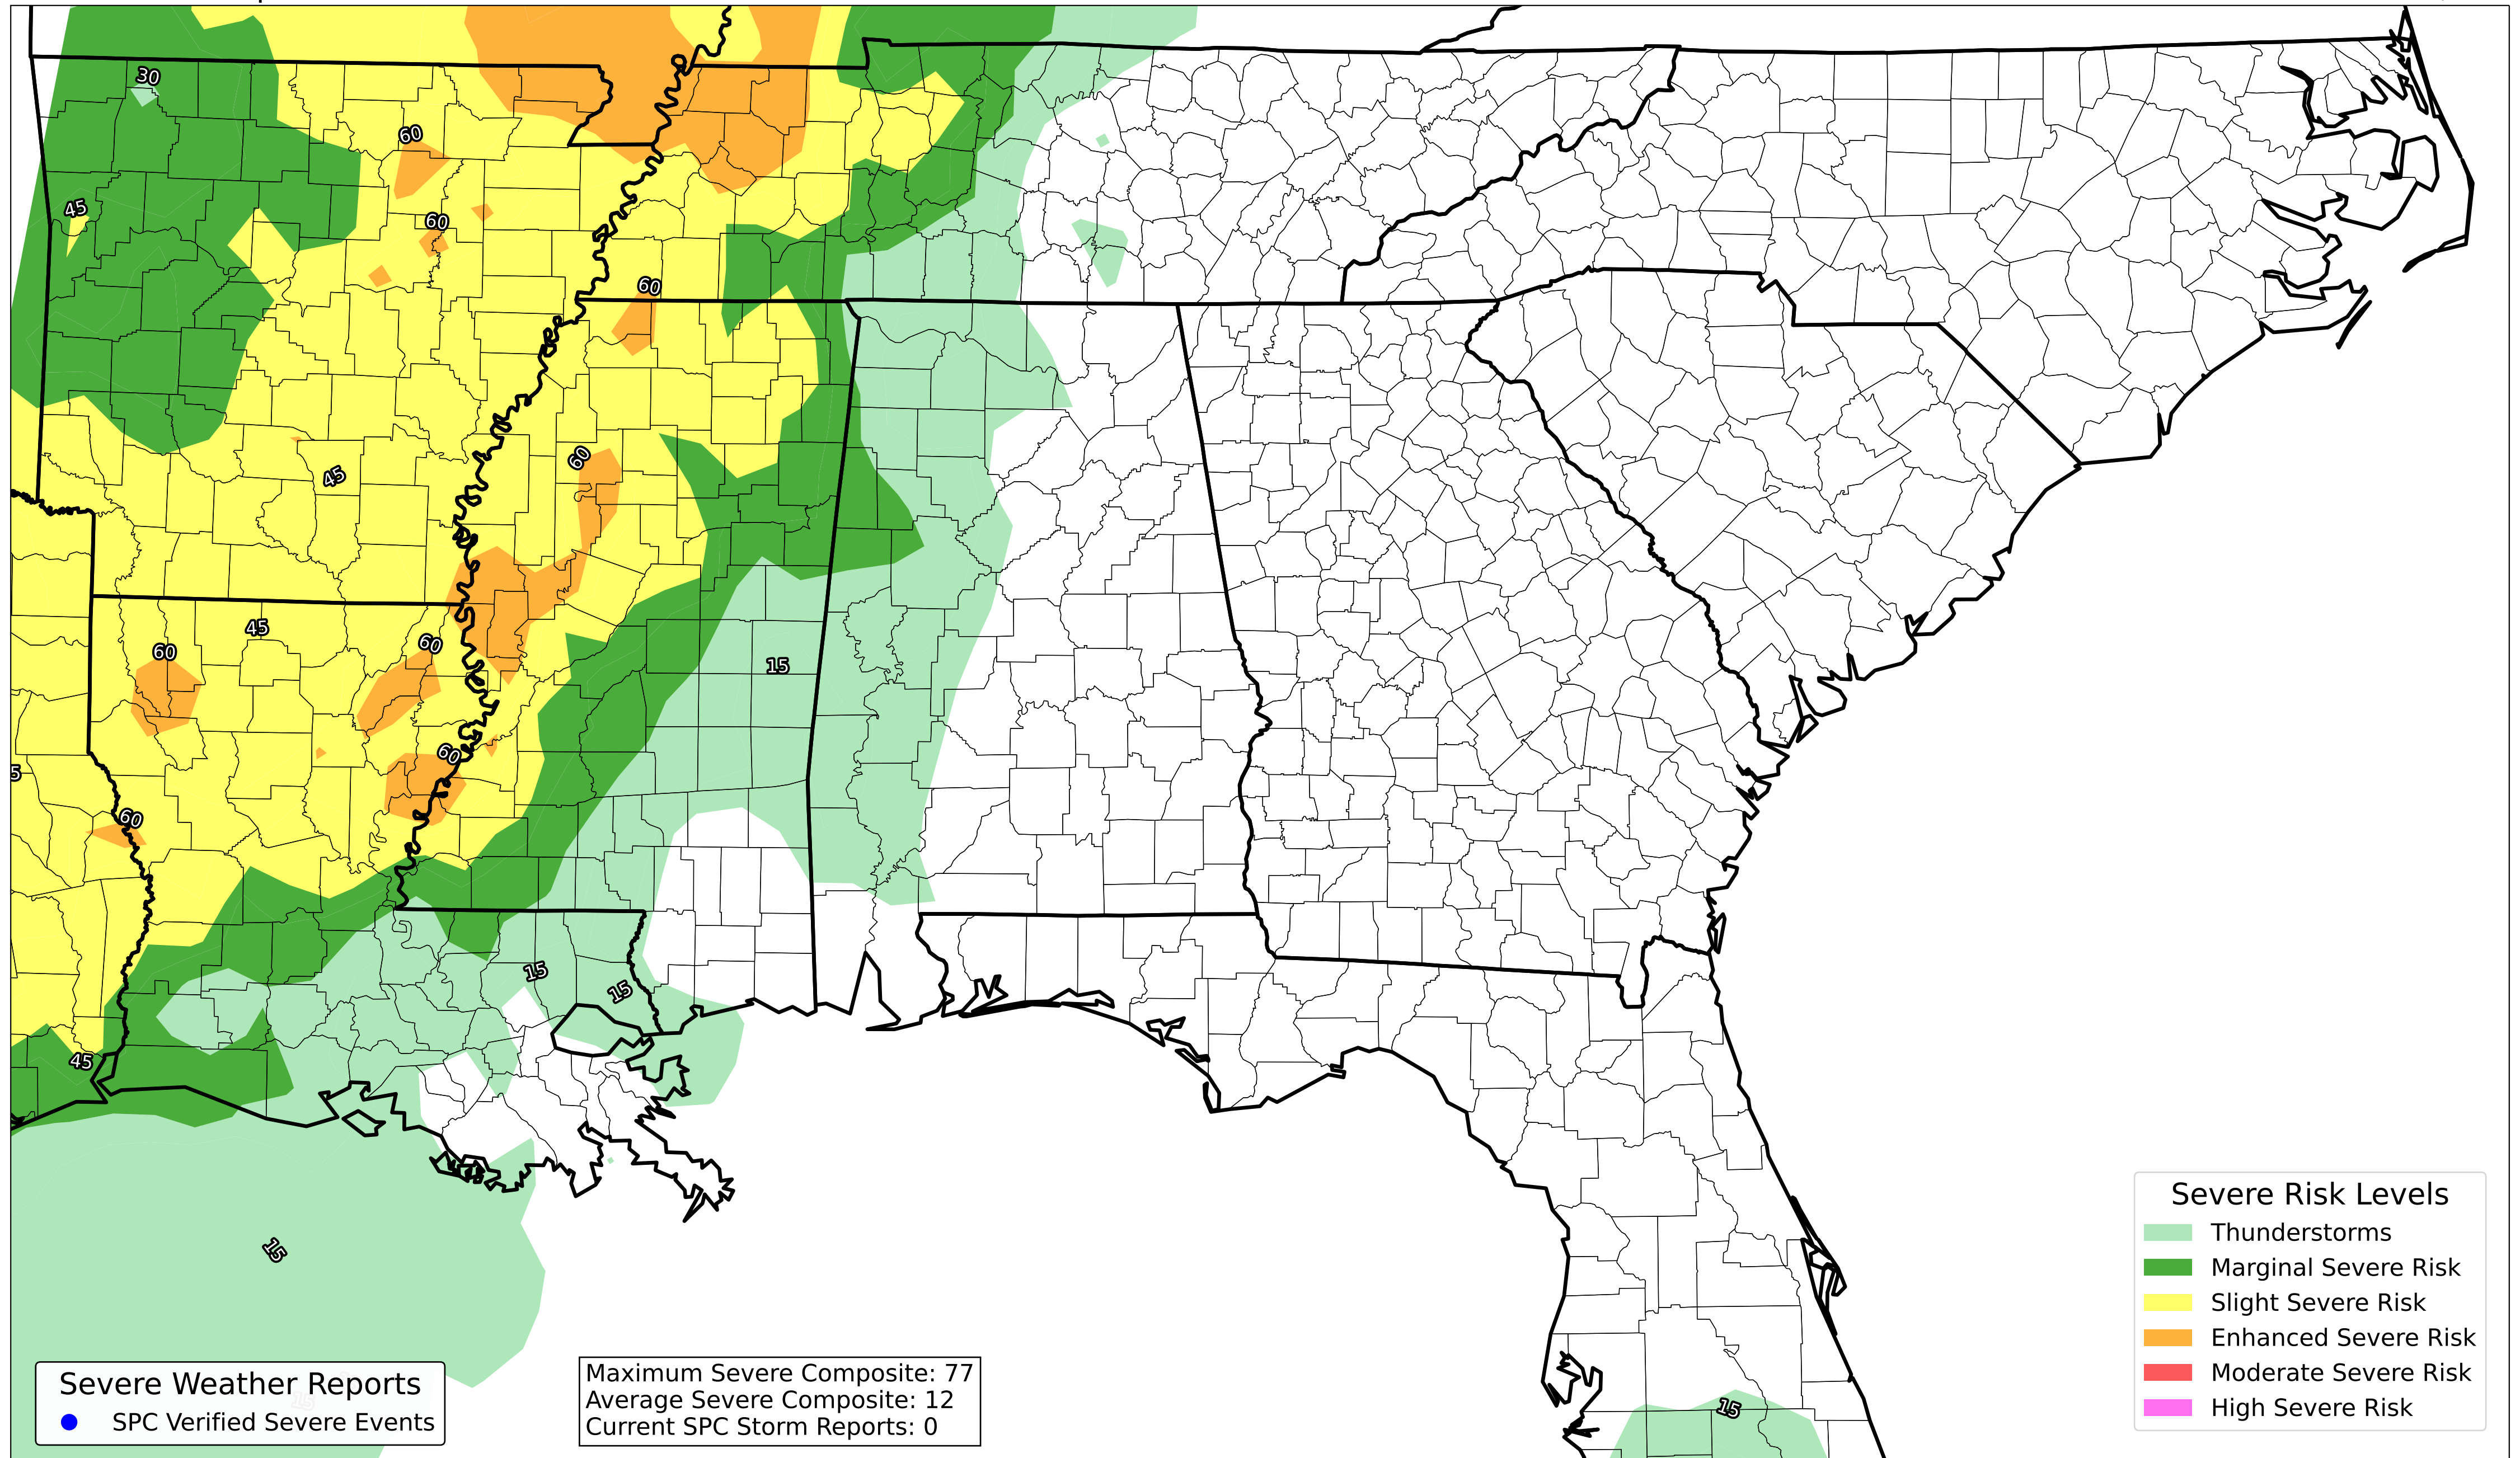 30
60
45
60
60
60
45
45
60
60
15
60
5
60
15
15
45
15
15
Severe Risk Levels
Thunderstorms
Marginal Severe Risk
Slight Severe Risk
Enhanced Severe Risk
Moderate Severe Risk
High Severe Risk
Severe Weather Reports
SPC Verified Severe Events
Maximum Severe Composite: 77
Average Severe Composite: 12
Current SPC Storm Reports: 0
15